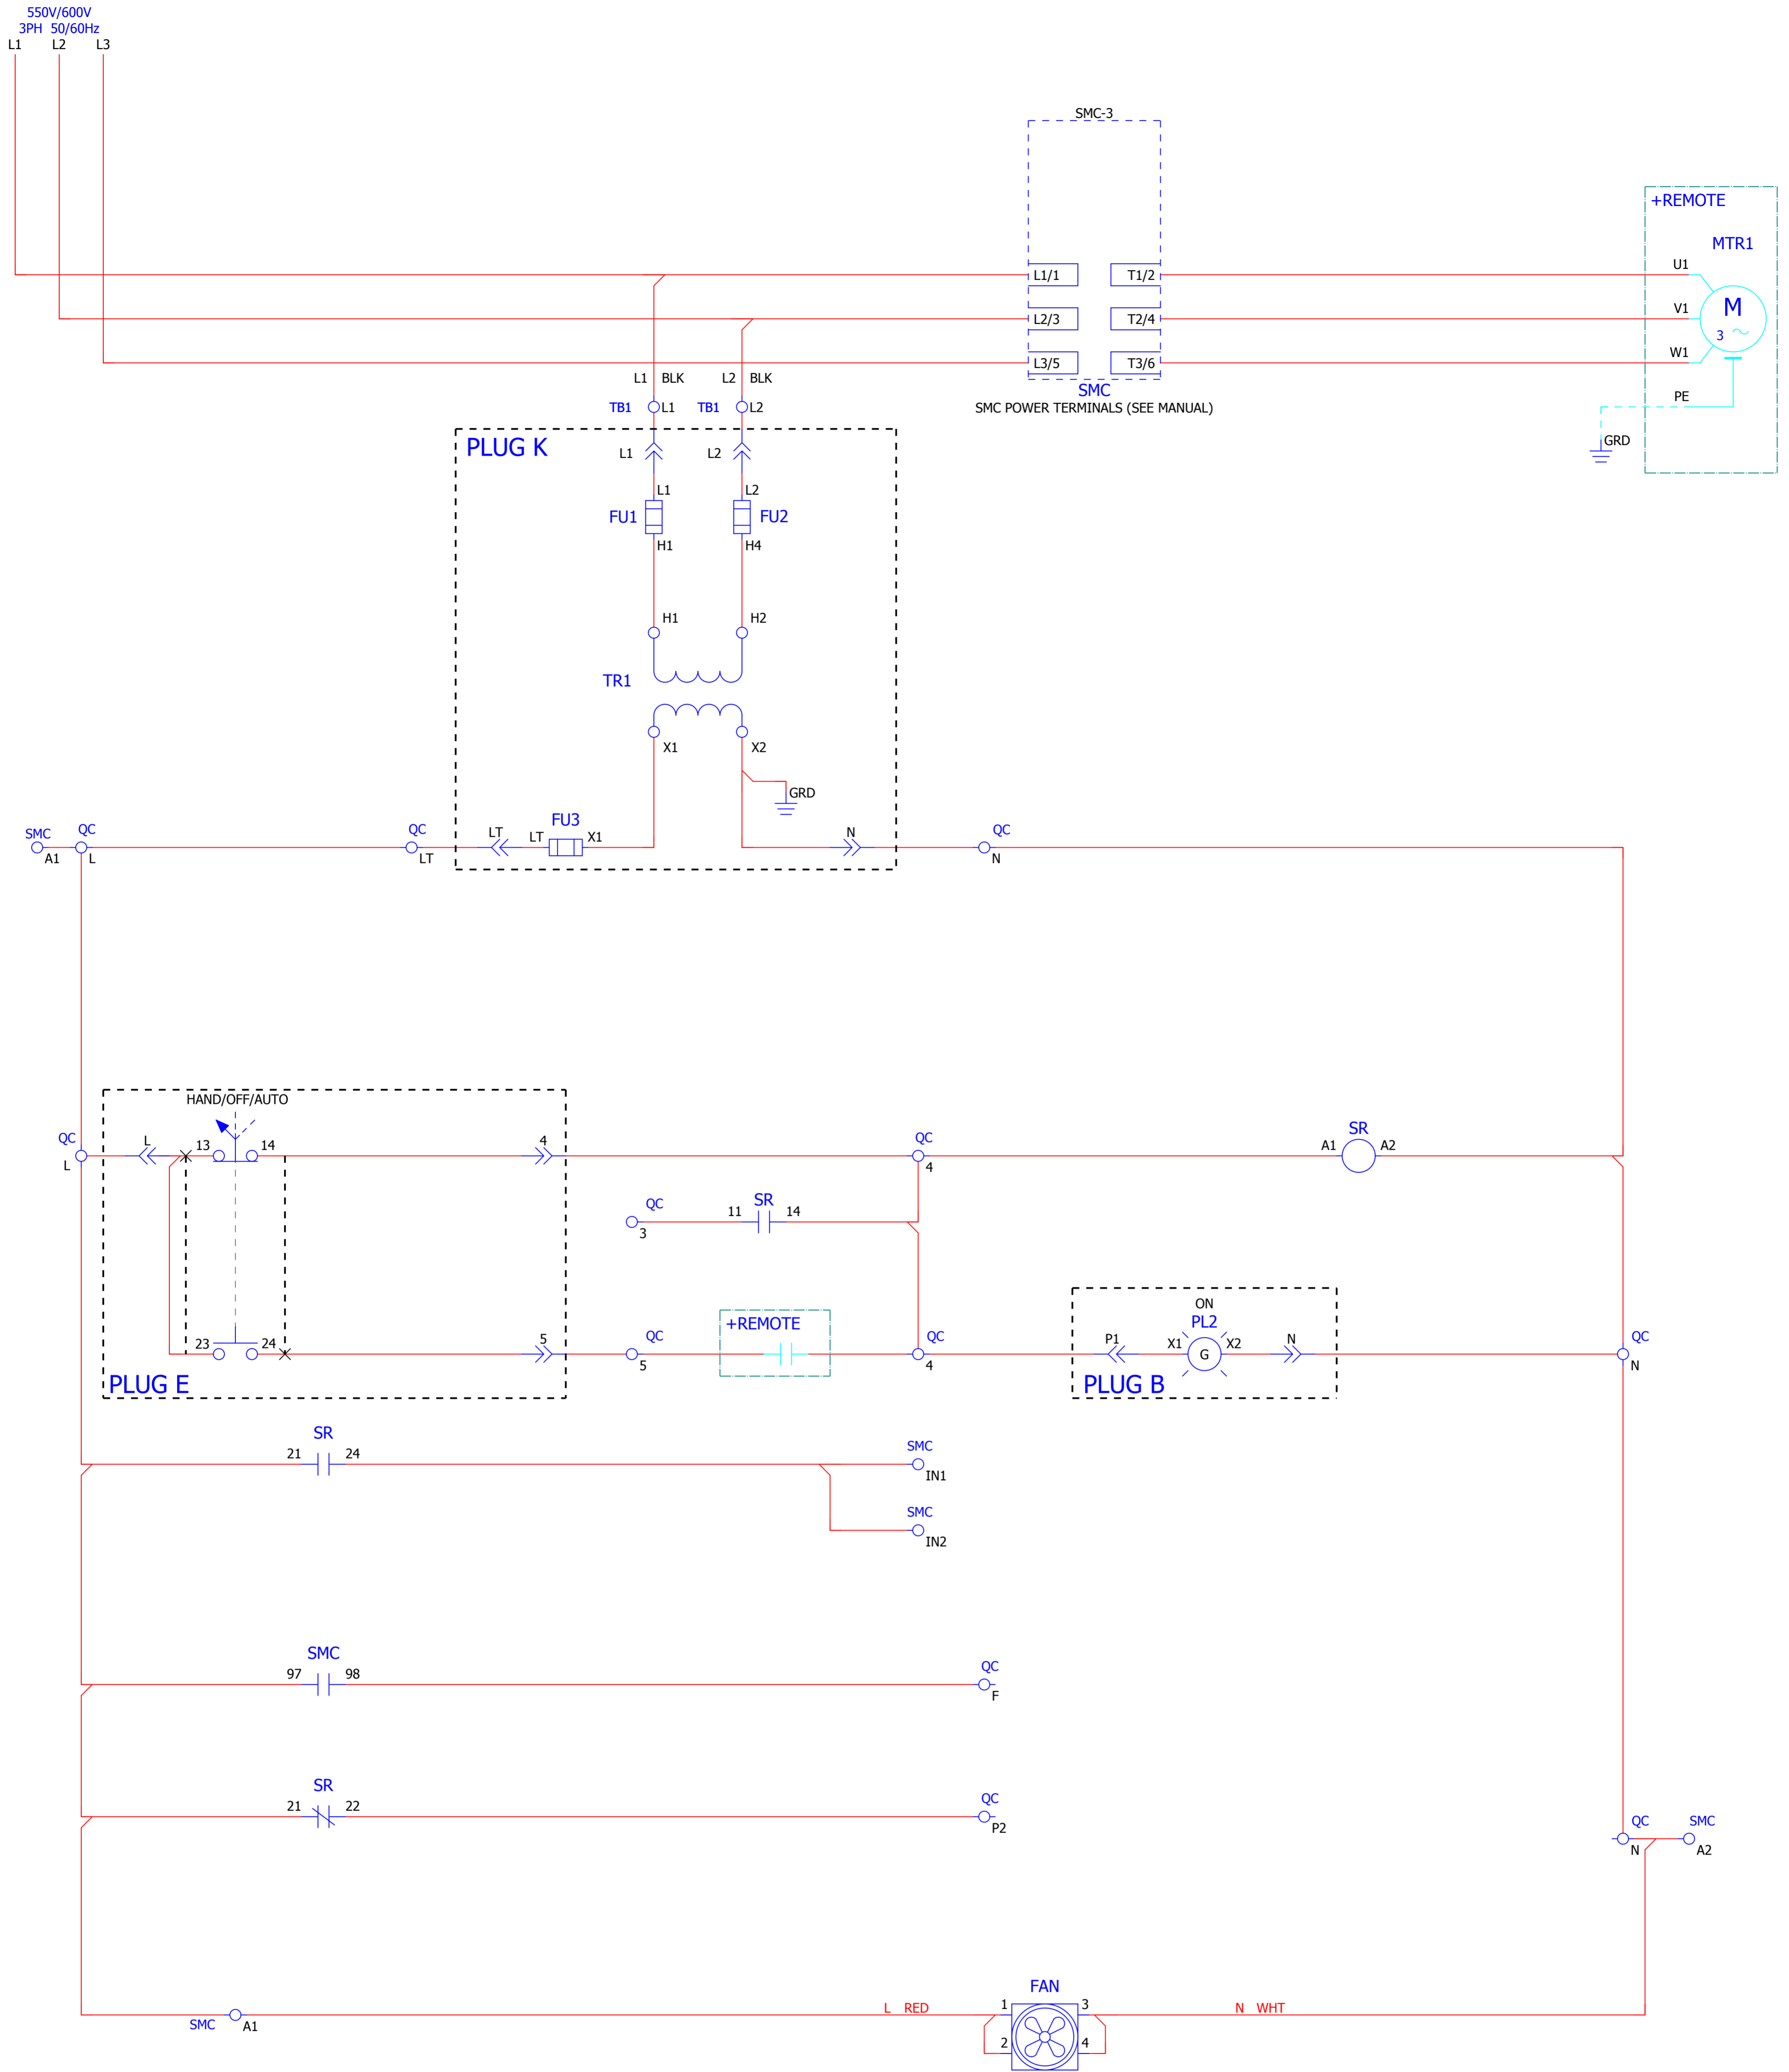 550V/600V
3PH 50/60Hz
L1 L2 L3
SMC-3
+REMOTE
MTR1
L1/1 T1/2 U1
L2/3 T2/4 V1 M
3
L3/5 T3/6 W1
L1 BLK L2 BLK
SMC
SMC POWER TERMINALS (SEE MANUAL)
PE
TB1 L1 TB1 L2
GRD
PLUG K
L1 L2
L1 L2
FU1 FU2
H1 H4
H1 H2
TR1
X1 X2
GRD
SMC QC QC LT LT FU3 X1 N QC
A1 L LT N
HAND/OFF/AUTO
QC L 13 14 4 QC A1 SR A2
L 4
QC 11 SR 14
3
ON
+REMOTE
PL2
23 24 5 QC QC P1 X1 G X2 N QC
5 4 N
PLUG E PLUG B
SR
21 24 SMC
IN1
SMC
IN2
SMC
97 98 QC
F
SR
21 22 QC
P2
QC SMC
N A2
FAN
L RED 1 3 N WHT
SMC A1
2 4